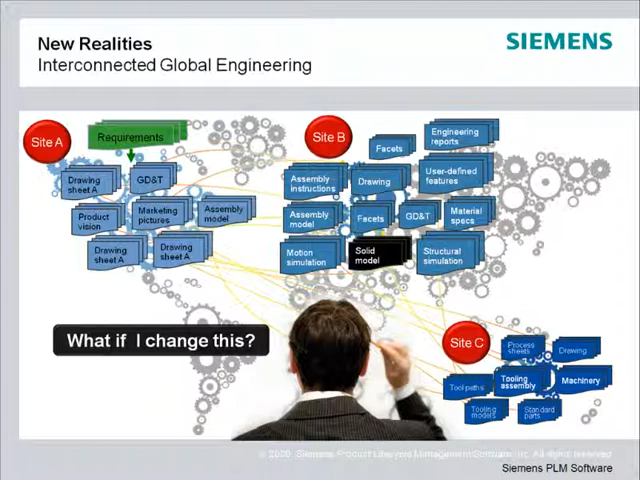 New Realities
Interconnected Global Engineering
SIEMENS
Site A
Requirements
Drawing
sheet A
GD&T
Product
vision
Marketing
pictures
Assembly
model
Drawing
sheet A
Drawing
sheet A
Site B
Facets
Engineering
reports
Assembly
instructions
Drawing
User-defined
features
Assembly
model
Facets
GD&T
Material
specs
Motion
simulation
Solid
model
Structural
simulation
What if I change this?
Site C
Process
sheets
Drawing
Tool paths
Tooling
assembly
Machinery
Tooling
models
Standard
parts
Siemens Product Lifecycle Management Software, Inc. All rights reserved
Siemens PLM Software